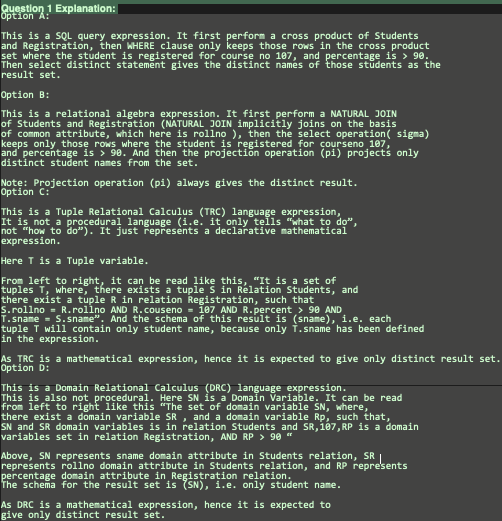 Question 1 Explanation:
Option A:
This is a SQL query expression. It first perform a cross product of Students
and Registration, then WHERE clause only keeps those rows in the cross product
set where the student is registered for course no 107, and percentage is > 90.
Then select distinct statement gives the distinct names of those students as the
result set.
Option B:
This is a relational algebra expression. It first perform a NATURAL JOIN
of Students and Registration (NATURAL JOIN implicitly joins on the basis
of common attribute, which here is rollno ), then the select operation( sigma)
keeps only those rows where the student is registered for courseno 107,
and percentage is > 90. And then the projection operation (pi) projects only
distinct student names from the set.
Note: Projection operation (pi) always gives the distinct result.
Option C:
This is a Tuple Relational Calculus (TRC) language expression,
It is not a procedural language (i.e. it only tells “what to do”,
not “how to do”). It just represents a declarative mathematical
expression.
Here T is a Tuple variable.
From left to right, it can be read like this, “It is a set of
tuples T, where, there exists a tuple S in Relation Students, and
there exist a tuple R in relation Registration, such that
S.rollno = R.rollno AND R.couseno = 107 AND R.percent > 90 AND
T.sname = S.sname”. And the schema of this result is (sname), i.e. each
tuple T will contain only student name, because only T.sname has been defined
in the expression.
As TRC is a mathematical expression, hence it is expected to give only distinct result set.
Option D:
This is a Domain Relational Calculus (DRC) language expression.
This is also not procedural. Here SN is a Domain Variable. It can be read
from left to right like this “The set of domain variable SN, where,
there exist a domain variable SR , and a domain variable Rp, such that,
SN and SR domain variables is in relation Students and SR,107,RP is a domain
variables set in relation Registration, AND RP > 90 “
Above, SN represents sname domain attribute in Students relation, SR
represents rollno domain attribute in Students relation, and RP represents
percentage domain attribute in Registration relation.
The schema for the result set is (SN), i.e. only student name.
As DRC is a mathematical expression, hence it is expected to
give only distinct result set.